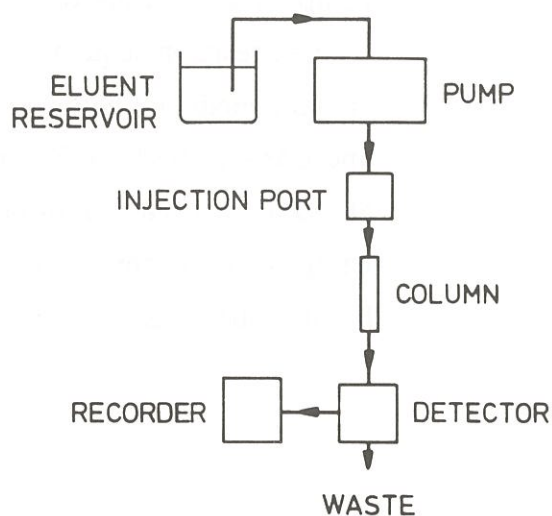 ELUENT
RESERVOIR
PUMP
INJECTION PORT
COLUMN
RECORDER
DETECTOR
WASTE